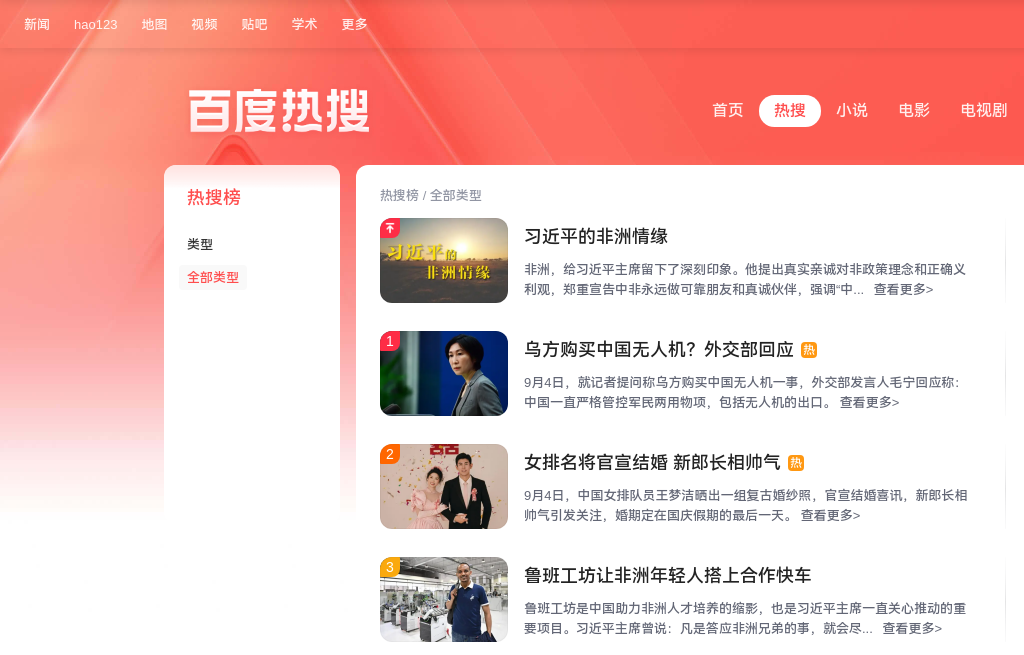 新闻 hao123 地图 视频 贴吧 学术 更多
百度热搜
首页 热搜 小说 电影 电视剧
热搜榜
类型
全部类型
热搜榜 / 全部类型
习近平的
非洲情缘
习近平的非洲情缘
非洲，给习近平主席留下了深刻印象。他提出真实亲诚对非政策理念和正确义
利观，郑重宣告中非永远做可靠朋友和真诚伙伴，强调“中... 查看更多>
1
乌方购买中国无人机？外交部回应 热
9月4日，就记者提问称乌方购买中国无人机一事，外交部发言人毛宁回应称：
中国一直严格管控军民两用物项，包括无人机的出口。 查看更多>
2
囍囍
女排名将官宣结婚 新郎长相帅气 热
9月4日，中国女排队员王梦洁晒出一组复古婚纱照，官宣结婚喜讯，新郎长相
帅气引发关注，婚期定在国庆假期的最后一天。 查看更多>
3
鲁班工坊让非洲年轻人搭上合作快车
鲁班工坊是中国助力非洲人才培养的缩影，也是习近平主席一直关心推动的重
要项目。习近平主席曾说：凡是答应非洲兄弟的事，就会尽... 查看更多>